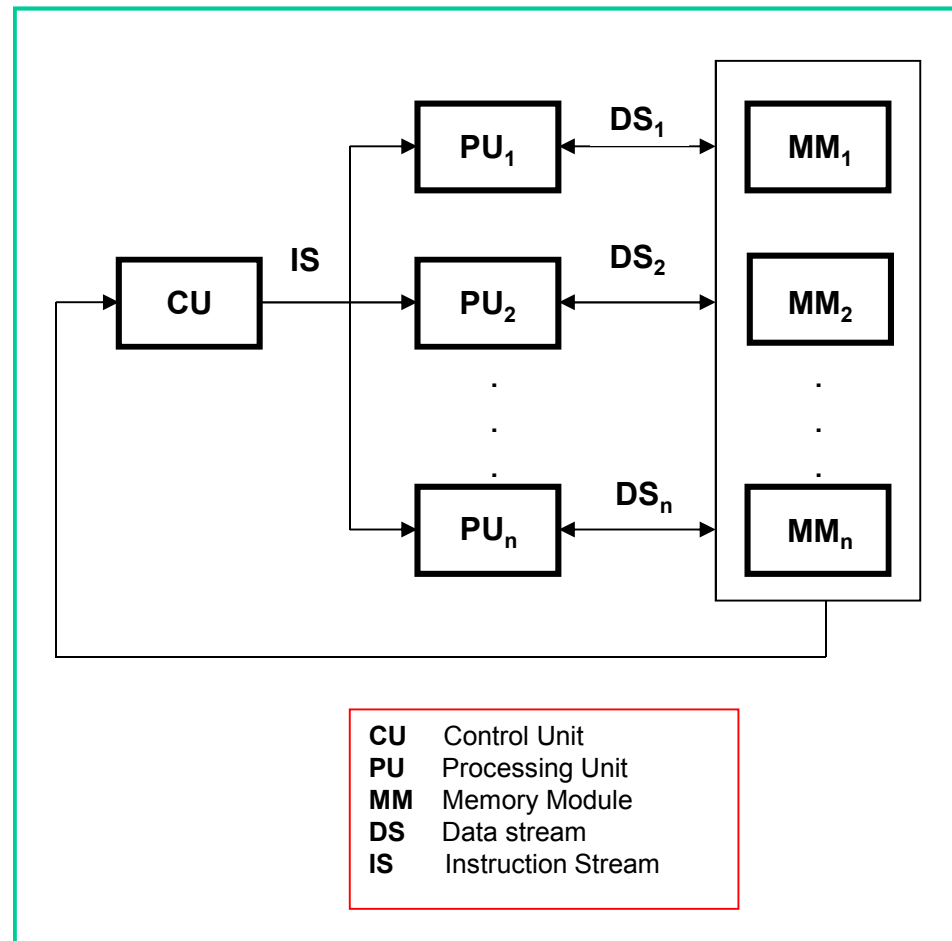 PU₁ DS₁ MM₁
IS
CU PU₂ DS₂ MM₂
.
.
.
.
.
.
PUₙ DSₙ MMₙ
CU Control Unit
PU Processing Unit
MM Memory Module
DS Data stream
IS Instruction Stream